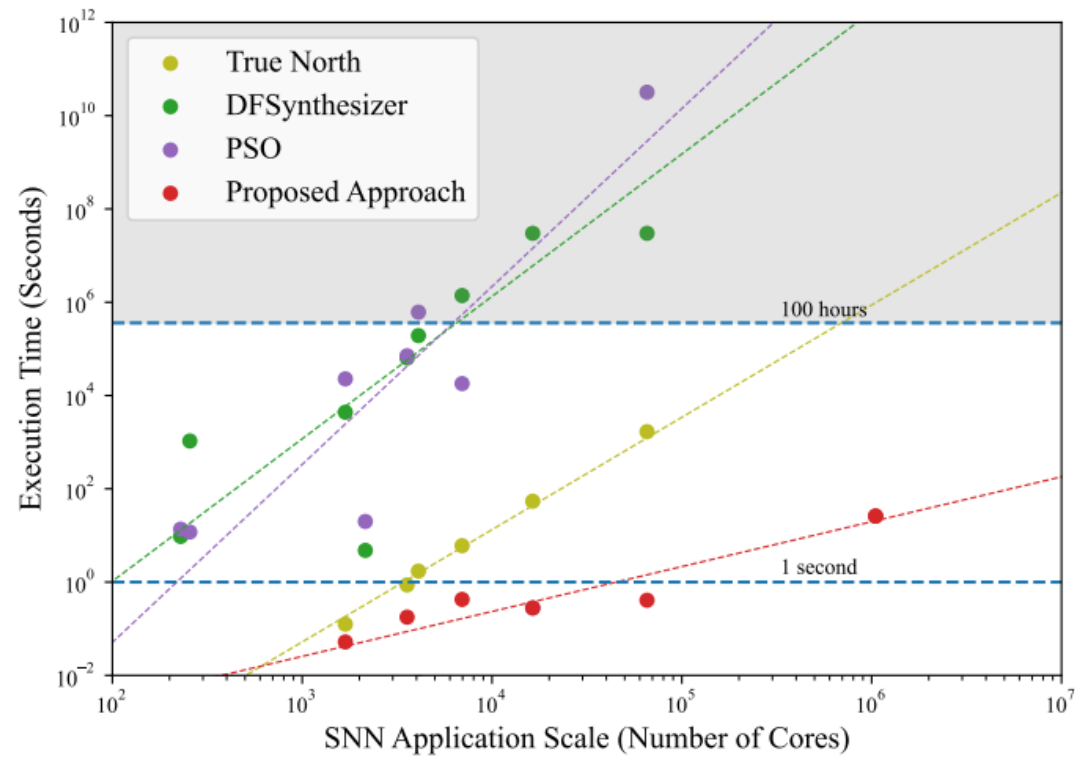 10^12
10^10
10^8
10^6
10^4
10^2
10^0
10^−2
Execution Time (Seconds)
True North
DFSynthesizer
PSO
Proposed Approach
100 hours
1 second
10^2
10^3
10^4
10^5
10^6
10^7
SNN Application Scale (Number of Cores)